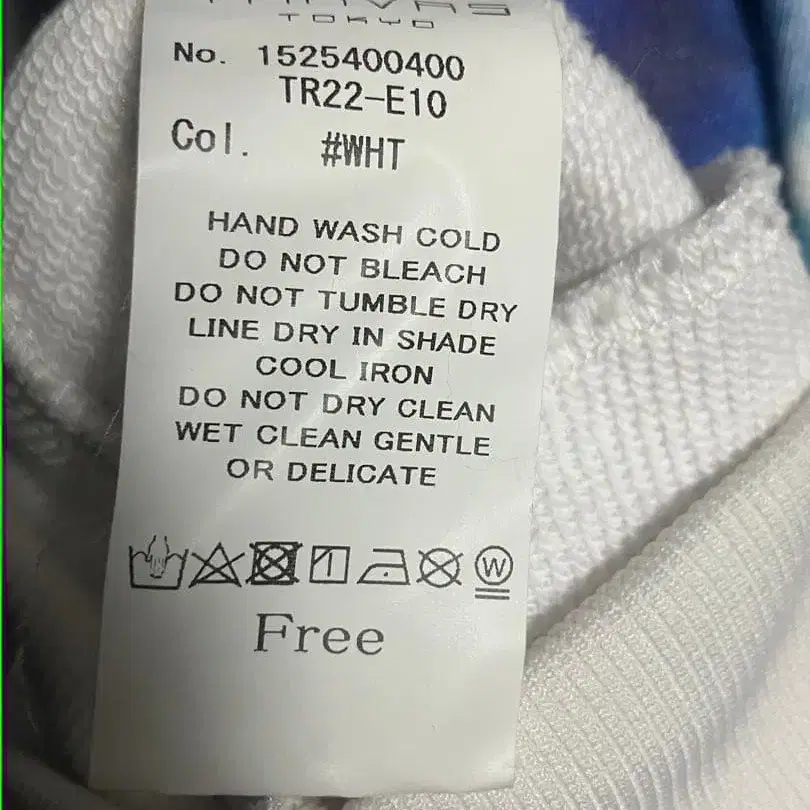 TOKYO
No. 1525400400
TR22-E10
Col. #WHT
HAND WASH COLD
DO NOT BLEACH
DO NOT TUMBLE DRY
LINE DRY IN SHADE
COOL IRON
DO NOT DRY CLEAN
WET CLEAN GENTLE
OR DELICATE
W
Free